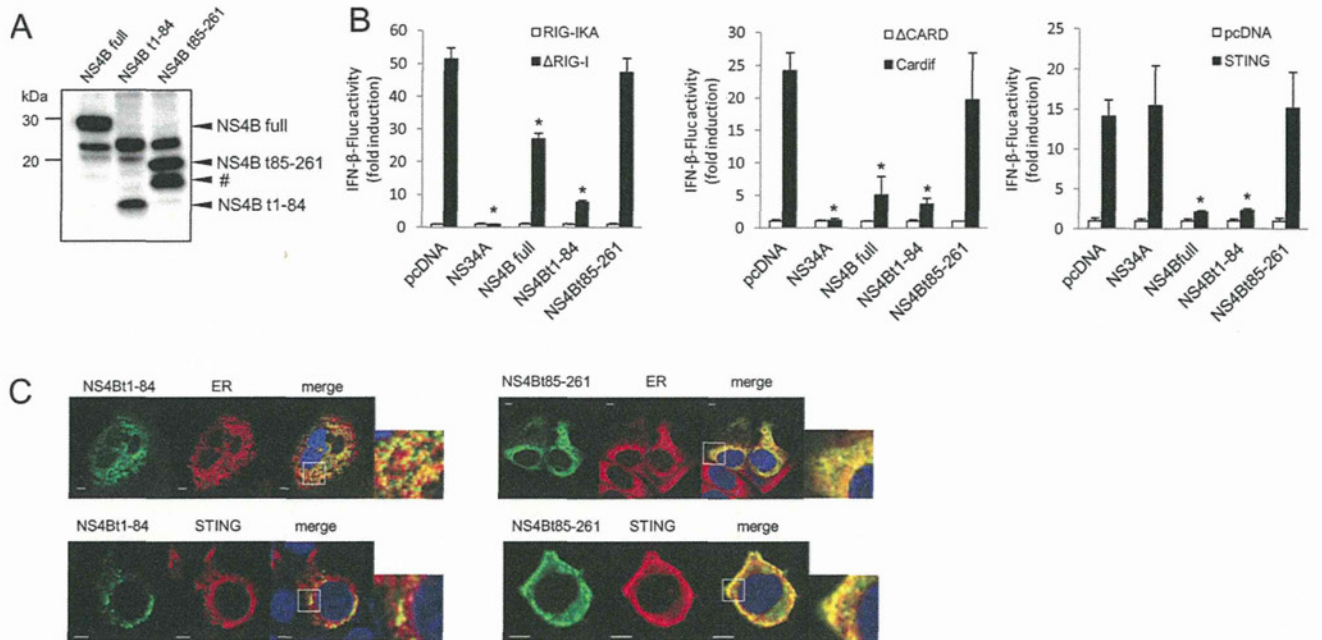 A
NS4B full
NS4B t1-84
NS4B t85-261
kDa
30
20
NS4B full
NS4B t85-261
#
NS4B t1-84
B
IFN-β-Fluc activity
(fold induction)
60
50
40
30
20
10
0
RIG-IKA
ΔRIG-I
*
*
*
pcDNA
NS34A
NS4B full
NS4Bt1-84
NS4Bt85-261
IFN-β-Fluc activity
(fold induction)
30
25
20
15
10
5
0
ΔCARD
Cardif
*
*
*
pcDNA
NS34A
NS4B full
NS4Bt1-84
NS4Bt85-261
IFN-β-Fluc activity
(fold induction)
25
20
15
10
5
0
pcDNA
STING
*
*
pcDNA
NS34A
NS4Bfull
NS4Bt1-84
NS4Bt85-261
C
NS4Bt1-84 ER merge
NS4Bt85-261 ER merge
NS4Bt1-84 STING merge
NS4Bt85-261 STING merge